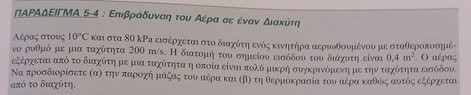 ΠΑΡΑΔΕΙΓΜΑ 5-4 : Επιβράδυνση του Αέρα σε έναν Διαχύτη
Αέρας στους 10°C και στα 80 kPa εισέρχεται στο διαχύτη ενός κινητήρα αεριωθουμένου με σταθεροποιημέ-
νο ρυθμό με μια ταχύτητα 200 m/s. Η διατομή του σημείου εισόδου του διαχύτη είναι 0,4 m². Ο αέρας
εξέρχεται από το διαχύτη με μια ταχύτητα η οποία είναι πολύ μικρή συγκρινόμενη με την ταχύτητα εισόδου.
Να προσδιορίσετε (α) την παροχή μάζας του αέρα και (β) τη θερμοκρασία του αέρα καθώς αυτός εξέρχεται
από το διαχύτη.